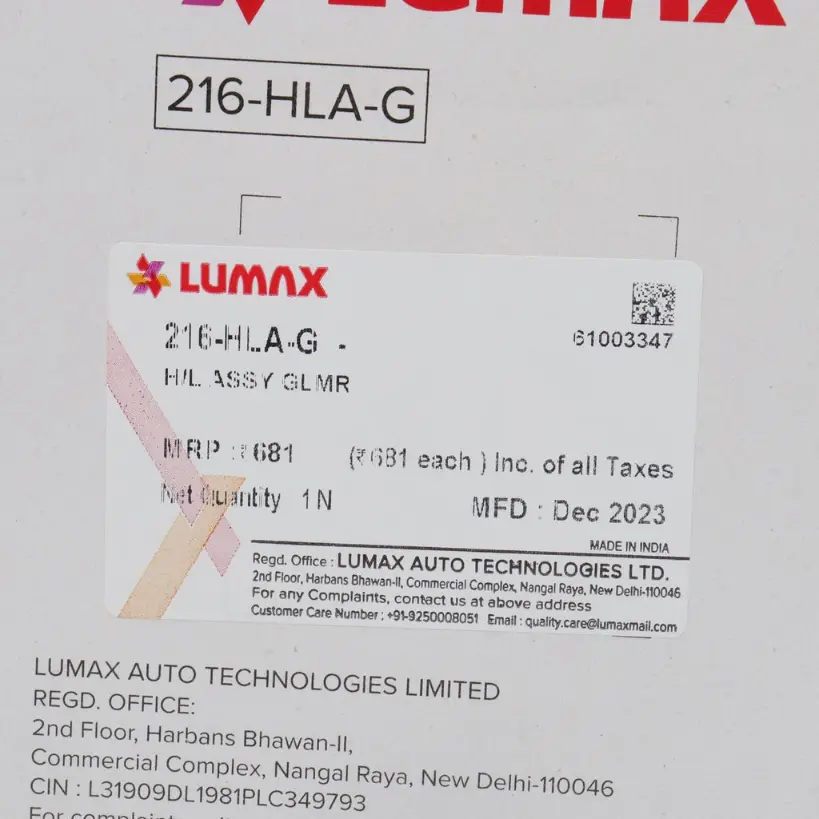 LUMAX
216-HLA-G
LUMAX
216-HLA-G -
61003347
H/L ASSY GLMR
MRP : ₹681 (₹681 each ) Inc. of all Taxes
Net Quantity 1 N
MFD : Dec 2023
MADE IN INDIA
Regd. Office : LUMAX AUTO TECHNOLOGIES LTD.
2nd Floor, Harbans Bhawan-II, Commercial Complex, Nangal Raya, New Delhi-110046
For any Complaints, contact us at above address
Customer Care Number : +91-9250008051 Email : quality.care@lumaxmail.com
LUMAX AUTO TECHNOLOGIES LIMITED
REGD. OFFICE:
2nd Floor, Harbans Bhawan-II,
Commercial Complex, Nangal Raya, New Delhi-110046
CIN : L31909DL1981PLC349793
For